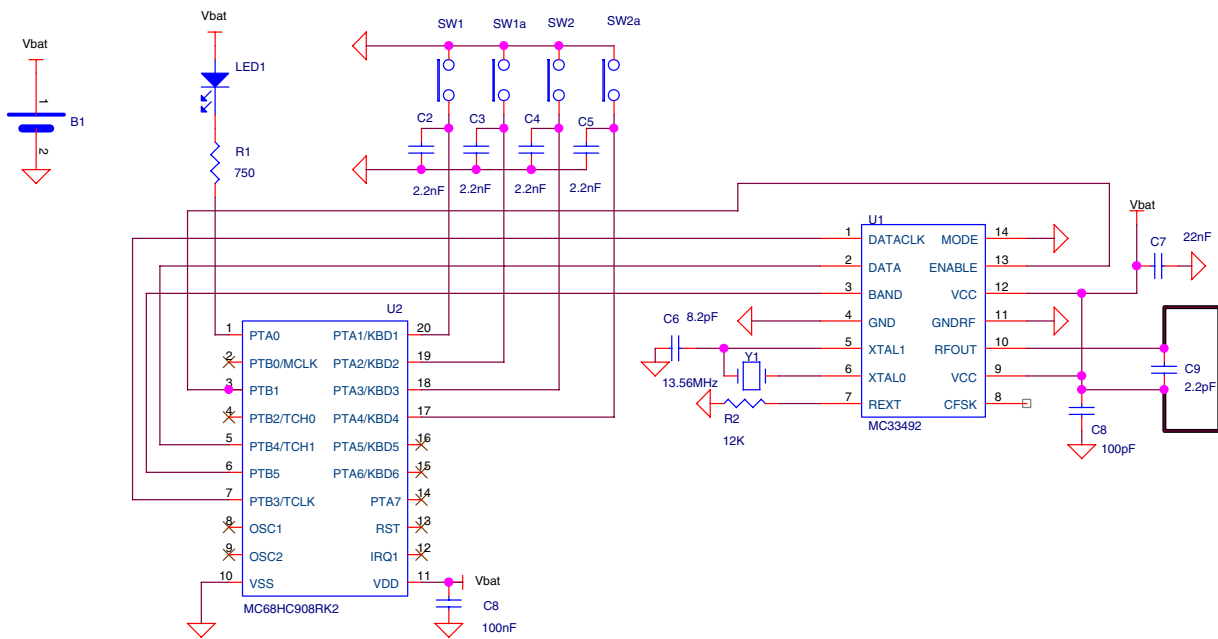 Vbat
1
2
B1
Vbat
LED1
R1
750
SW1
SW1a
SW2
SW2a
C2
C3
C4
C5
2.2nF
2.2nF
2.2nF
2.2nF
U2
1 PTA0 PTA1/KBD1 20
2 PTB0/MCLK PTA2/KBD2 19
3 PTB1 PTA3/KBD3 18
4 PTB2/TCH0 PTA4/KBD4 17
5 PTB4/TCH1 PTA5/KBD5 16
6 PTB5 PTA6/KBD6 15
7 PTB3/TCLK PTA7 14
8 OSC1 RST 13
9 OSC2 IRQ1 12
10 VSS VDD 11
MC68HC908RK2
Vbat
C8
100nF
U1
1 DATACLK MODE 14
2 DATA ENABLE 13
3 BAND VCC 12
4 GND GNDRF 11
5 XTAL1 RFOUT 10
6 XTAL0 VCC 9
7 REXT CFSK 8
MC33492
C6 8.2pF
Y1
13.56MHz
R2
12K
Vbat
C7 22nF
C9
2.2pF
C8
100pF